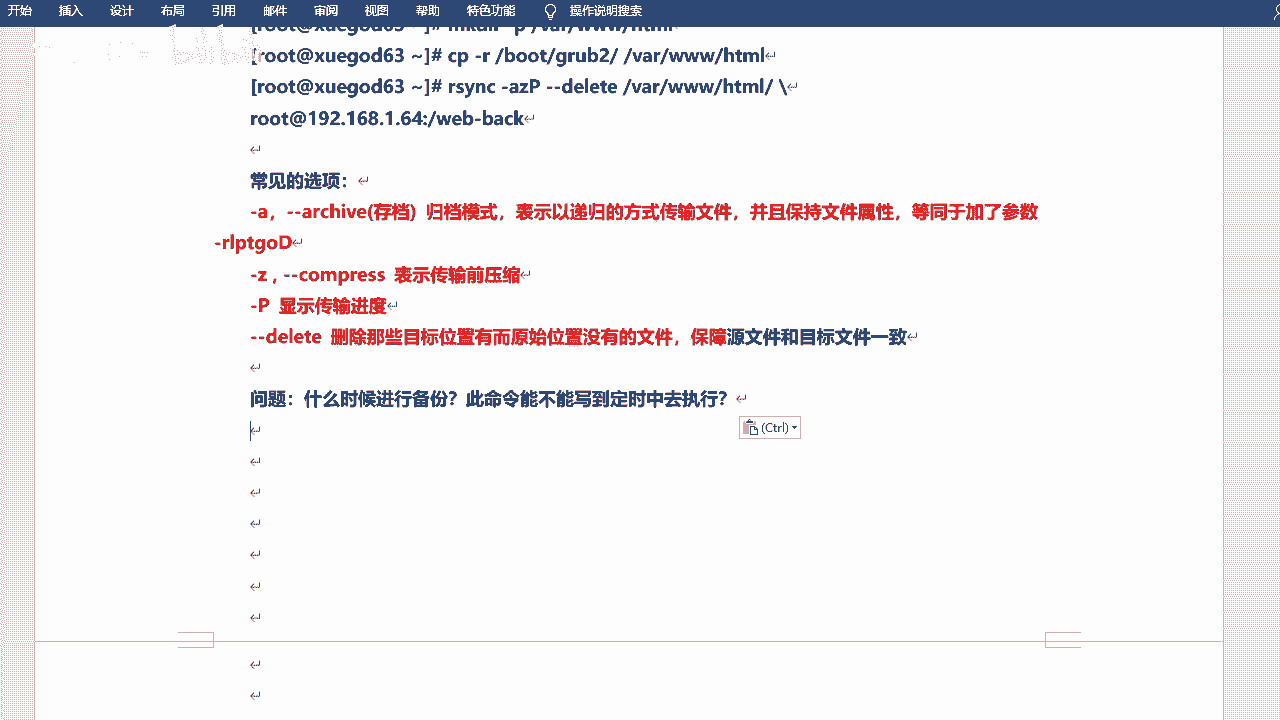 开始 插入 设计 布局 引用 邮件 审阅 视图 帮助 特色功能 操作说明搜索
[root@xuegod63 ~]# mkdir -p /var/www/html
[root@xuegod63 ~]# cp -r /boot/grub2/ /var/www/html
[root@xuegod63 ~]# rsync -azP --delete /var/www/html/ \
root@192.168.1.64:/web-back
常见的选项：
-a，--archive(存档) 归档模式，表示以递归的方式传输文件，并且保持文件属性，等同于加了参数
-rlptgoD
-z , --compress 表示传输前压缩
-P 显示传输进度
--delete 删除那些目标位置有而原始位置没有的文件，保障源文件和目标文件一致
问题：什么时候进行备份？此命令能不能写到定时中去执行？
(Ctrl)